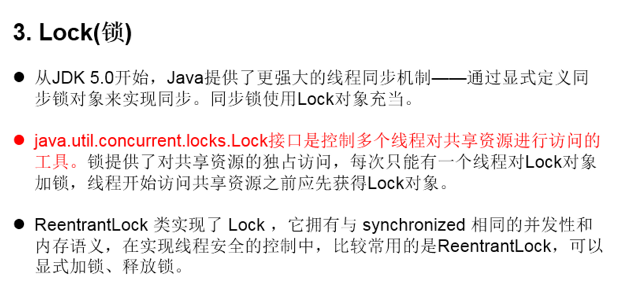 3. Lock(锁)
● 从JDK 5.0开始，Java提供了更强大的线程同步机制——通过显式定义同
步锁对象来实现同步。同步锁使用Lock对象充当。
● java.util.concurrent.locks.Lock接口是控制多个线程对共享资源进行访问的
工具。锁提供了对共享资源的独占访问，每次只能有一个线程对Lock对象
加锁，线程开始访问共享资源之前应先获得Lock对象。
● ReentrantLock 类实现了 Lock ，它拥有与 synchronized 相同的并发性和
内存语义，在实现线程安全的控制中，比较常用的是ReentrantLock，可以
显式加锁、释放锁。